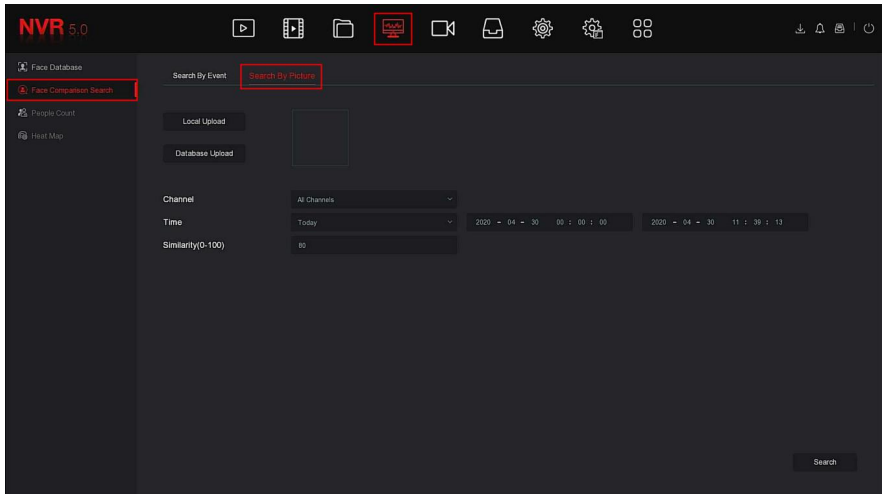 NVR 5.0
Face Database
Face Comparison Search
People Count
Heat Map
Search By Event Search By Picture
Local Upload
Database Upload
Channel All Channels
Time Today 2020 - 04 - 30 00 : 00 : 00 2020 - 04 - 30 11 : 39 : 13
Similarity(0-100) 80
Search